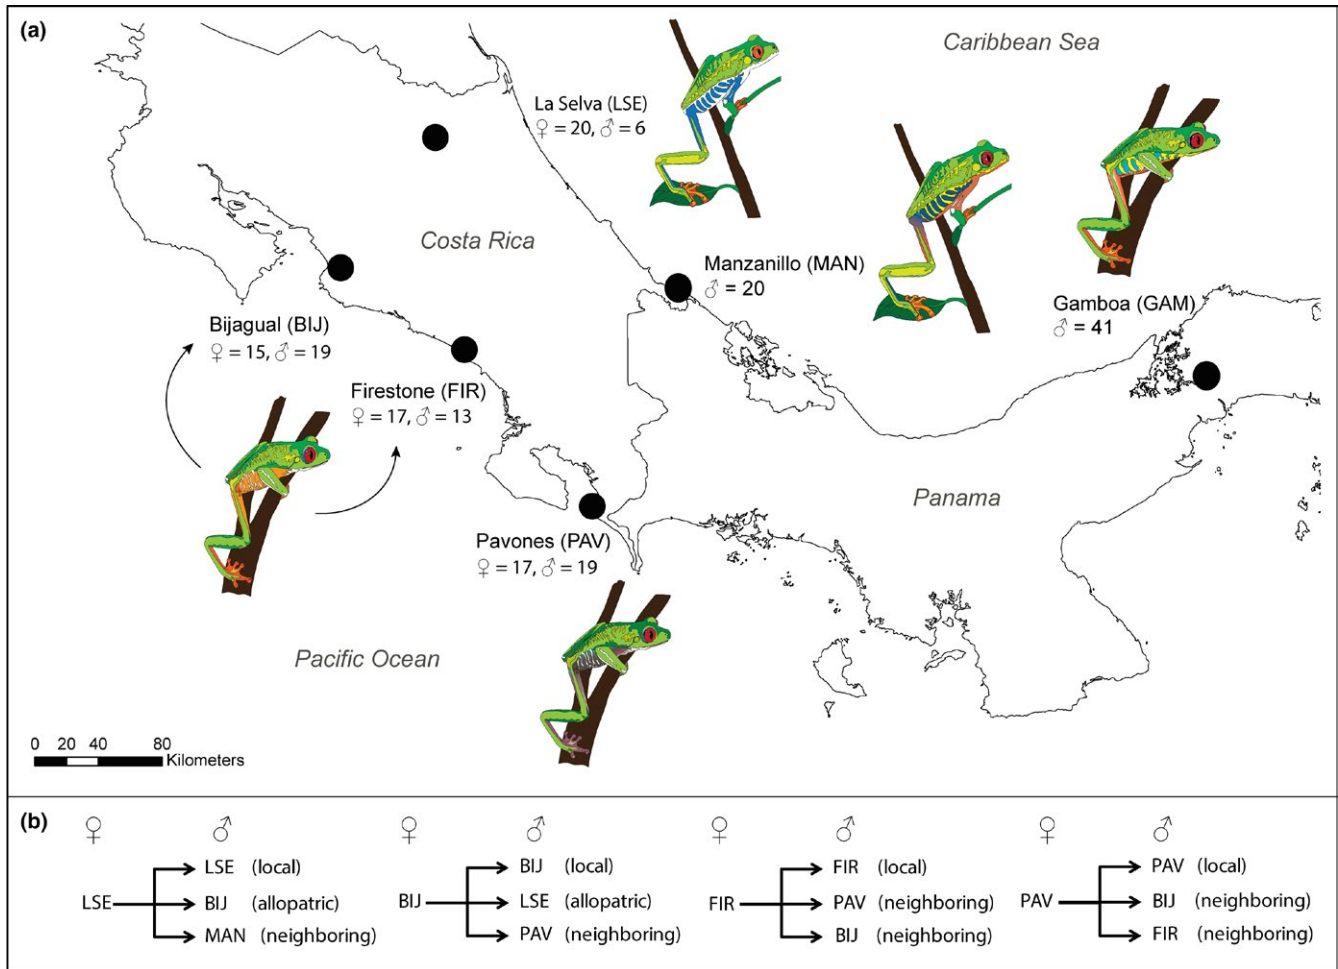 (a)
Caribbean Sea
La Selva (LSE)
♀ = 20, ♂ = 6
Costa Rica
Manzanillo (MAN)
♂ = 20
Gamboa (GAM)
♂ = 41
Bijagual (BIJ)
♀ = 15, ♂ = 19
Firestone (FIR)
♀ = 17, ♂ = 13
Panama
Pavones (PAV)
♀ = 17, ♂ = 19
Pacific Ocean
0 20 40 80
Kilometers
(b)
♀ ♂ ♀ ♂ ♀ ♂ ♀ ♂
LSE
LSE (local)
BIJ (allopatric)
MAN (neighboring)
BIJ
BIJ (local)
LSE (allopatric)
PAV (neighboring)
FIR
FIR (local)
PAV (neighboring)
BIJ (neighboring)
PAV
PAV (local)
BIJ (neighboring)
FIR (neighboring)